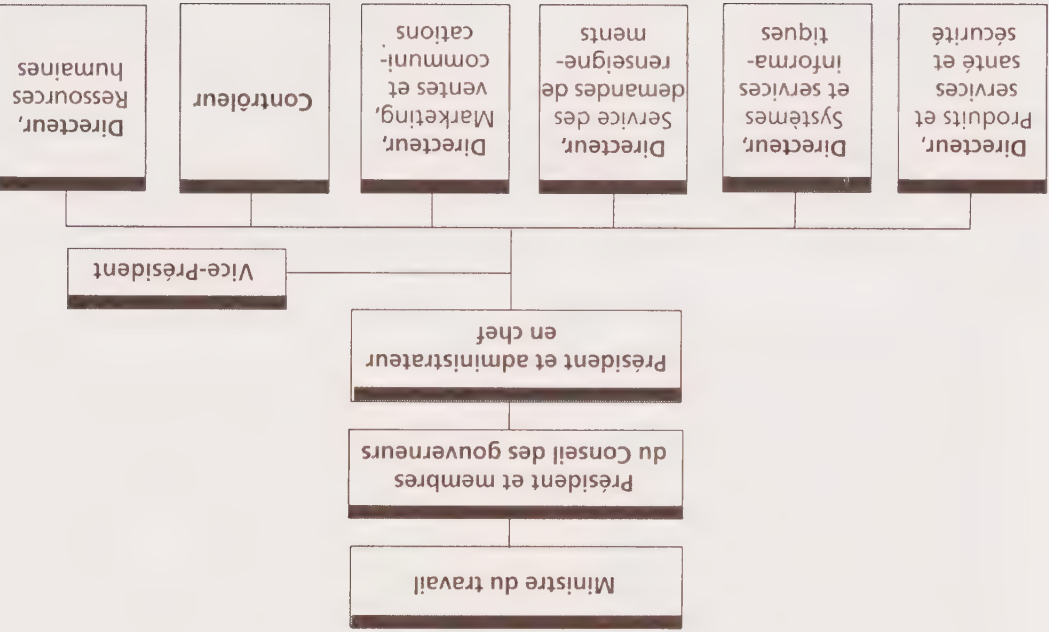 Ministre du travail
Président et membres
du Conseil des gouverneurs
Président et administrateur
en chef
Vice-Président
Directeur,
Produits et
services
santé et
sécurité
Directeur,
Systèmes
et services
informa-
tiques
Directeur,
Service des
demandes de
renseigne-
ments
Directeur,
Marketing,
ventes et
communi-
cations
Contrôleur
Directeur,
Ressources
humaines